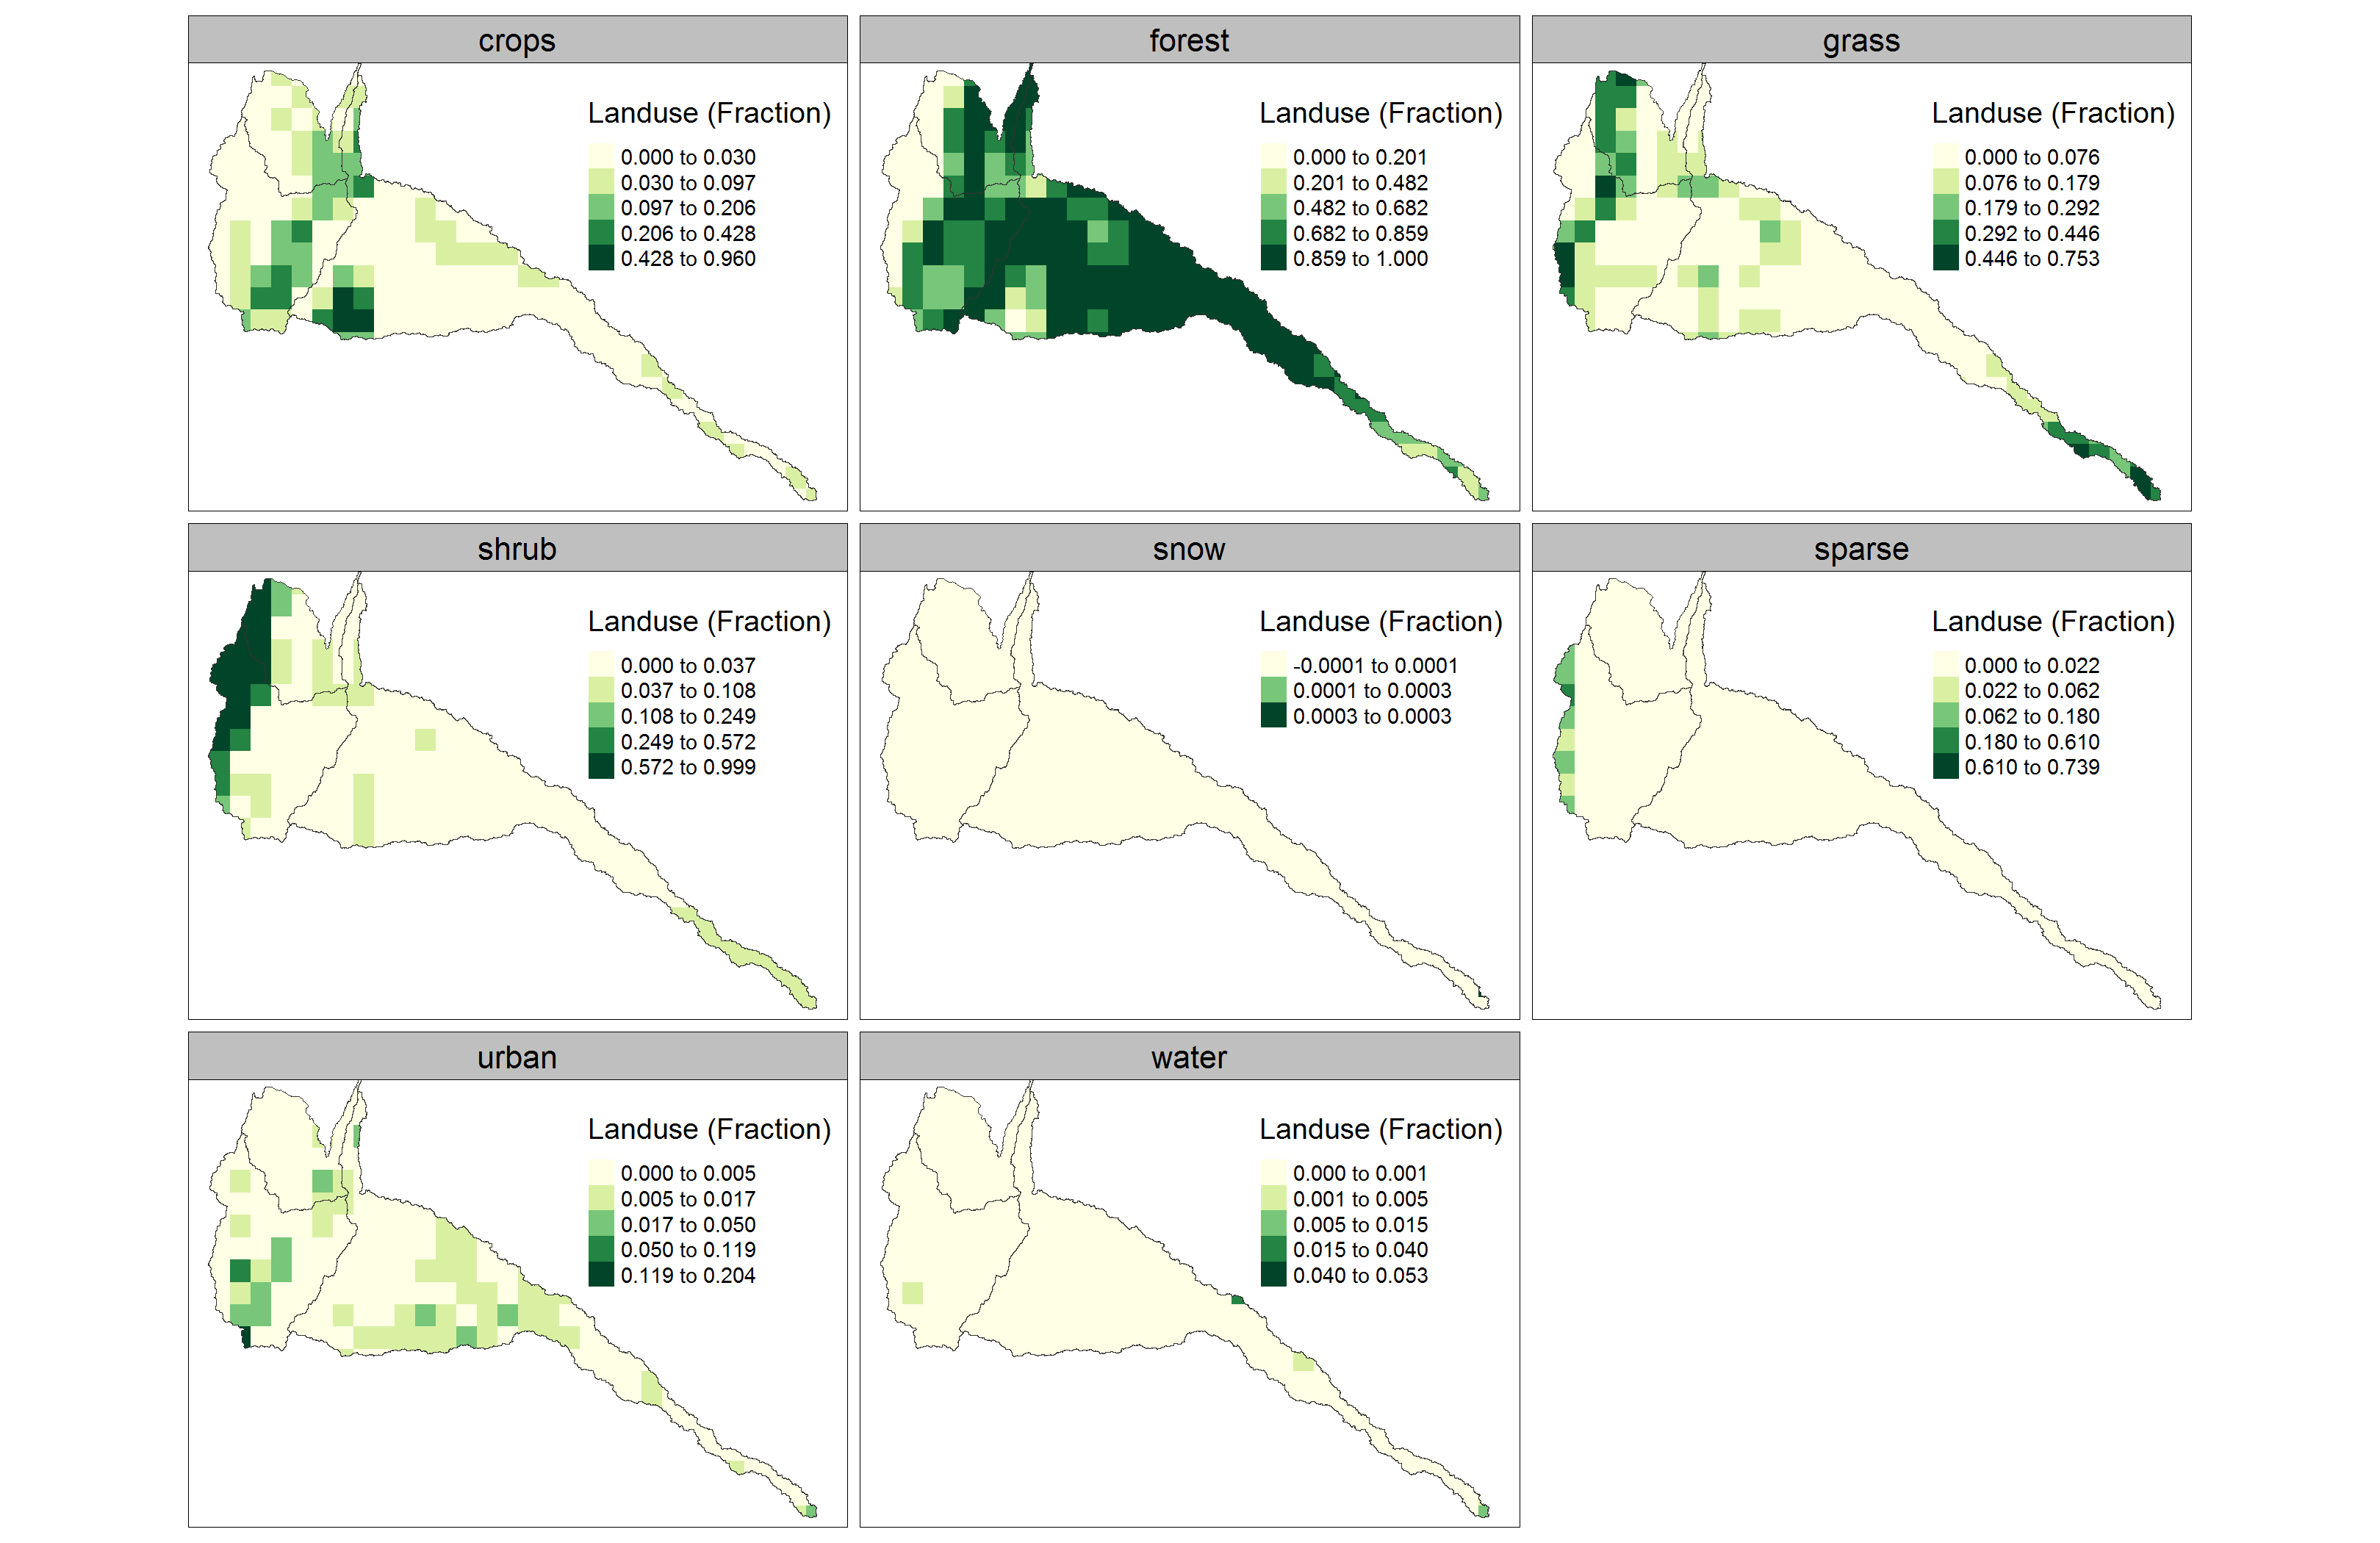 crops
Landuse (Fraction)
0.000 to 0.030
0.030 to 0.097
0.097 to 0.206
0.206 to 0.428
0.428 to 0.960
forest
Landuse (Fraction)
0.000 to 0.201
0.201 to 0.482
0.482 to 0.682
0.682 to 0.859
0.859 to 1.000
grass
Landuse (Fraction)
0.000 to 0.076
0.076 to 0.179
0.179 to 0.292
0.292 to 0.446
0.446 to 0.753
shrub
Landuse (Fraction)
0.000 to 0.037
0.037 to 0.108
0.108 to 0.249
0.249 to 0.572
0.572 to 0.999
snow
Landuse (Fraction)
-0.0001 to 0.0001
0.0001 to 0.0003
0.0003 to 0.0003
sparse
Landuse (Fraction)
0.000 to 0.022
0.022 to 0.062
0.062 to 0.180
0.180 to 0.610
0.610 to 0.739
urban
Landuse (Fraction)
0.000 to 0.005
0.005 to 0.017
0.017 to 0.050
0.050 to 0.119
0.119 to 0.204
water
Landuse (Fraction)
0.000 to 0.001
0.001 to 0.005
0.005 to 0.015
0.015 to 0.040
0.040 to 0.053